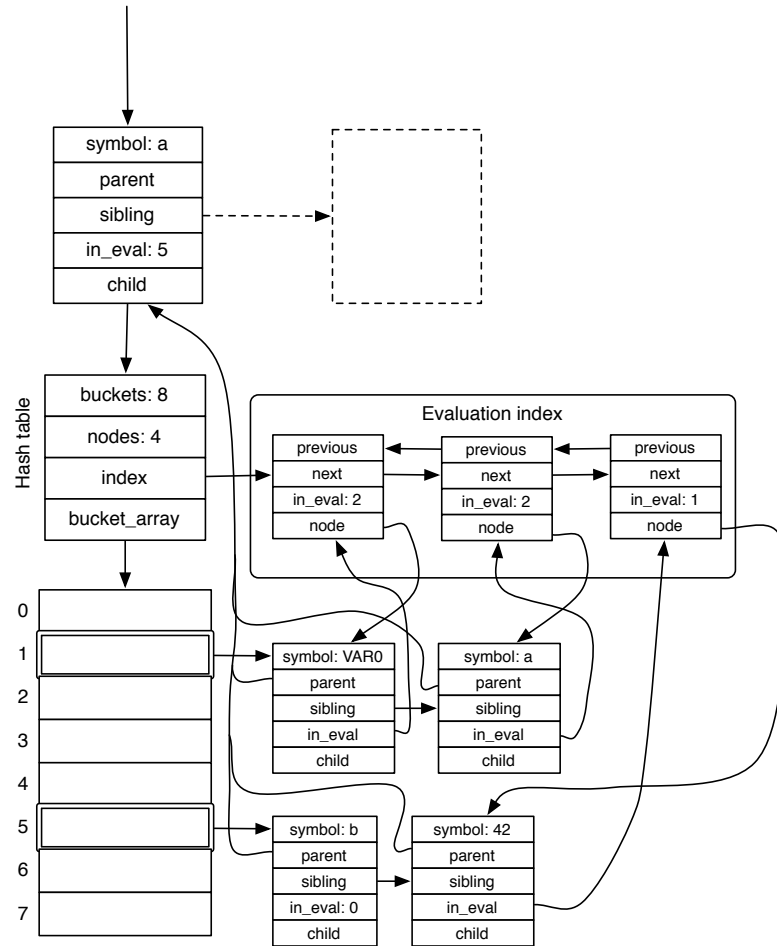 symbol: a
parent
sibling
in_eval: 5
child
Hash table
buckets: 8
nodes: 4
index
bucket_array
Evaluation index
previous
next
in_eval: 2
node
previous
next
in_eval: 2
node
previous
next
in_eval: 1
node
0
1
2
3
4
5
6
7
symbol: VAR0
parent
sibling
in_eval
child
symbol: a
parent
sibling
in_eval
child
symbol: b
parent
sibling
in_eval: 0
child
symbol: 42
parent
sibling
in_eval
child